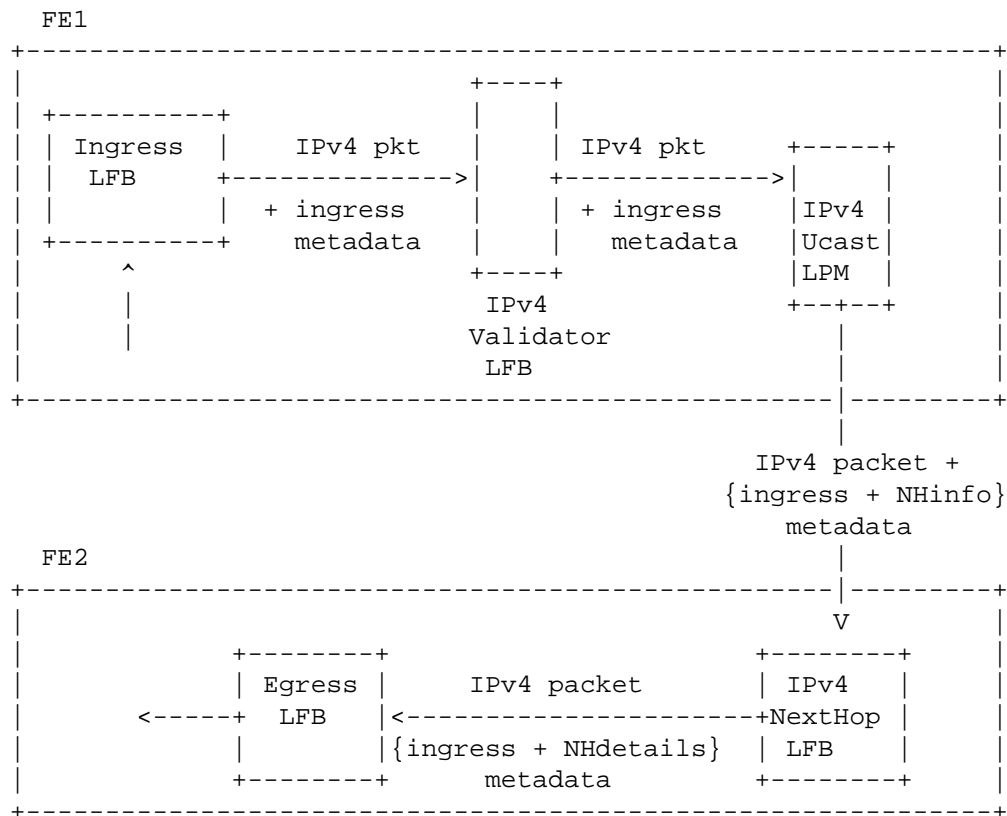 FE1
Ingress IPv4 pkt IPv4 pkt
LFB
+ ingress + ingress IPv4
metadata metadata Ucast
LPM
IPv4
Validator
LFB
IPv4 packet +
{ingress + NHinfo}
metadata
FE2
Egress IPv4 packet IPv4
LFB NextHop
{ingress + NHdetails} LFB
metadata